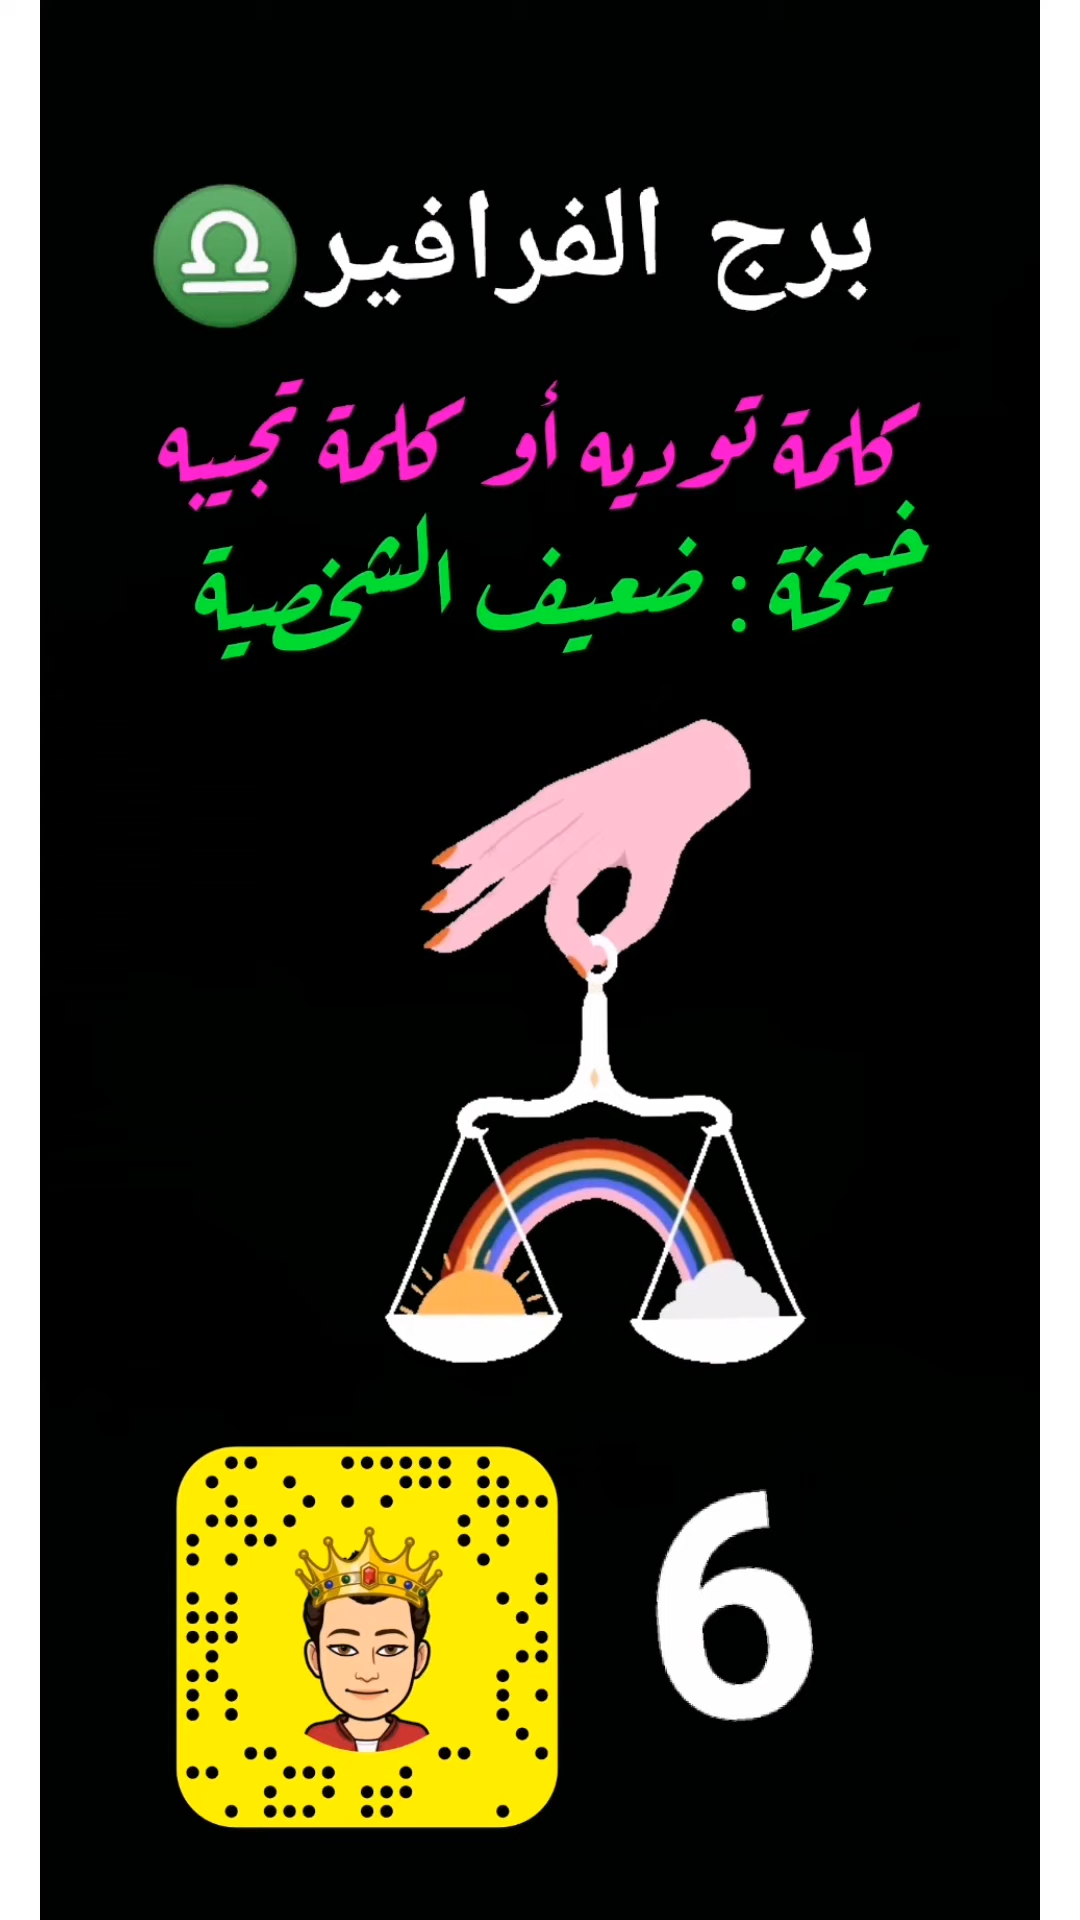 برج الفرافير♎
كلمة توديه أو كلمة تجيبه
خيخة : ضعيف الشخصية
6